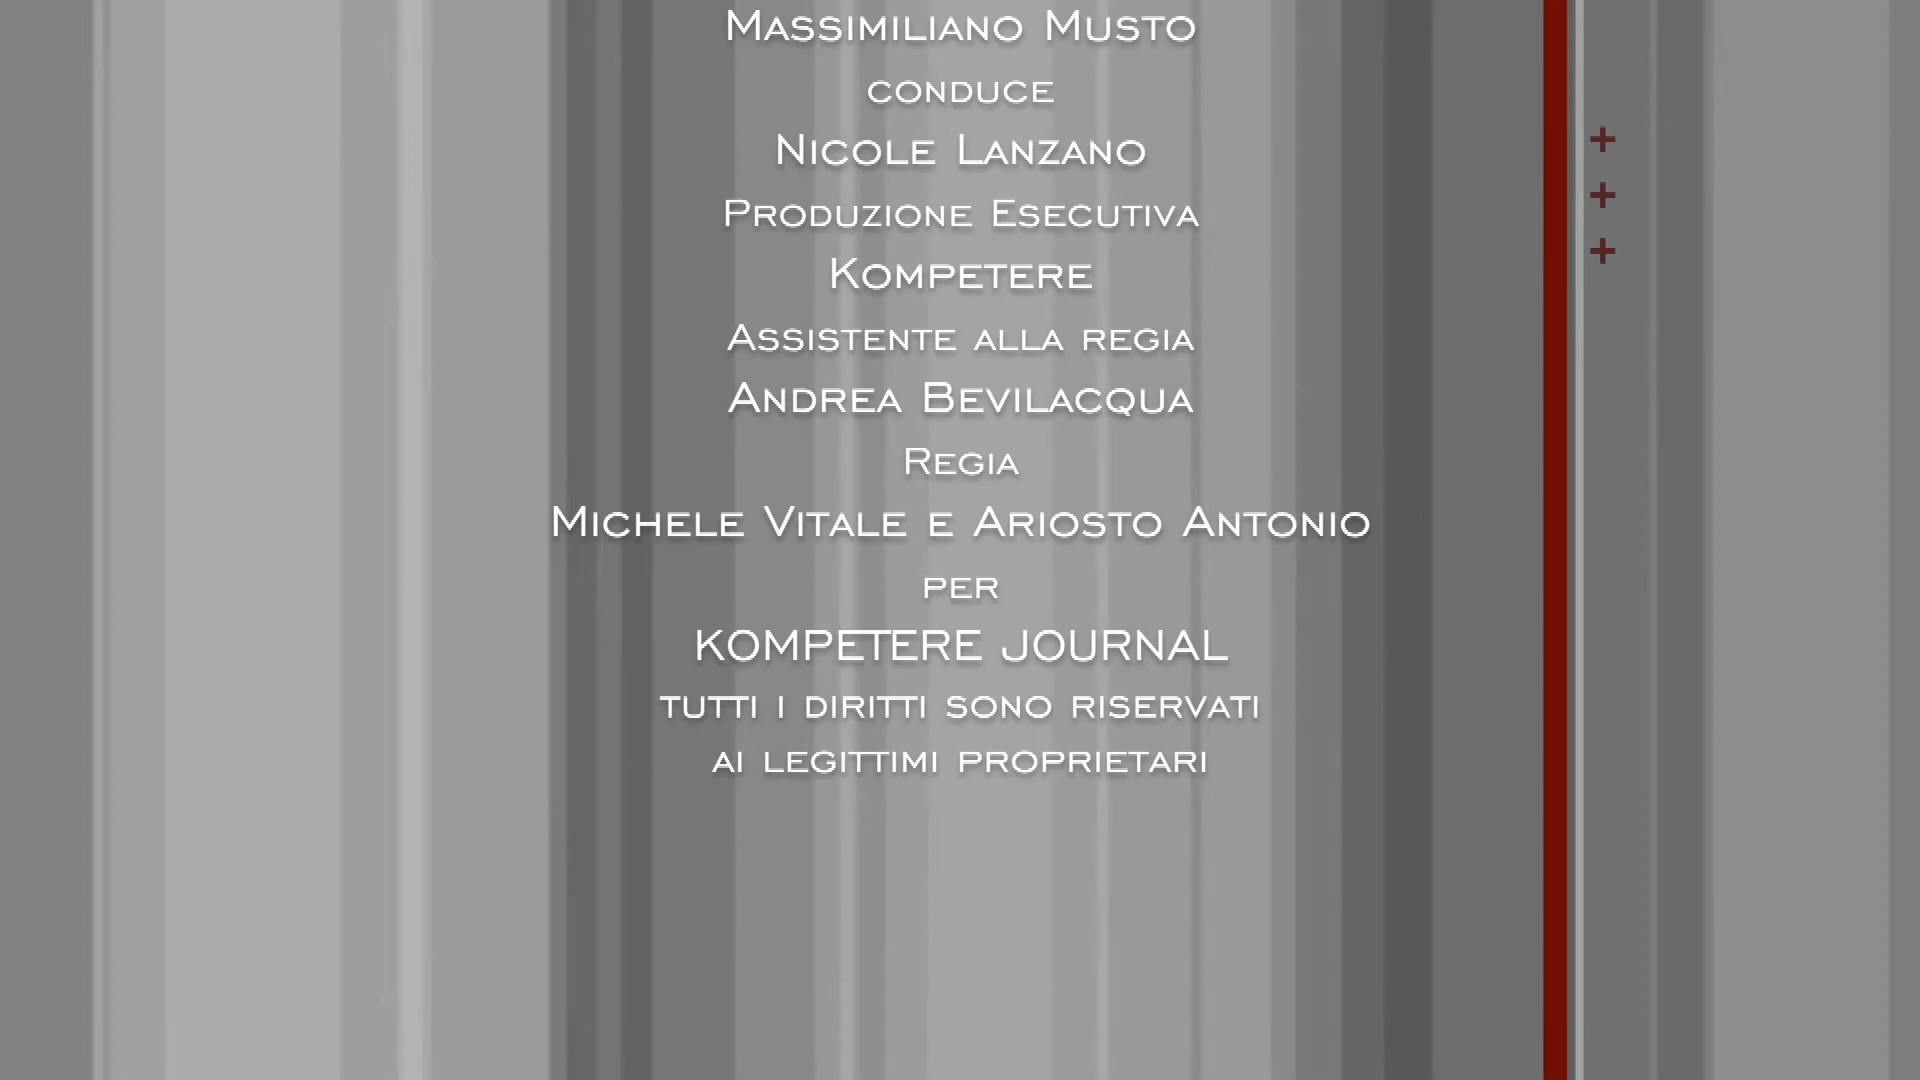 Massimiliano Musto
conduce
Nicole Lanzano
Produzione Esecutiva
Kompetere
Assistente alla regia
Andrea Bevilacqua
Regia
Michele Vitale e Ariosto Antonio
per
KOMPETERE JOURNAL
tutti i diritti sono riservati
ai legittimi proprietari
+
+
+